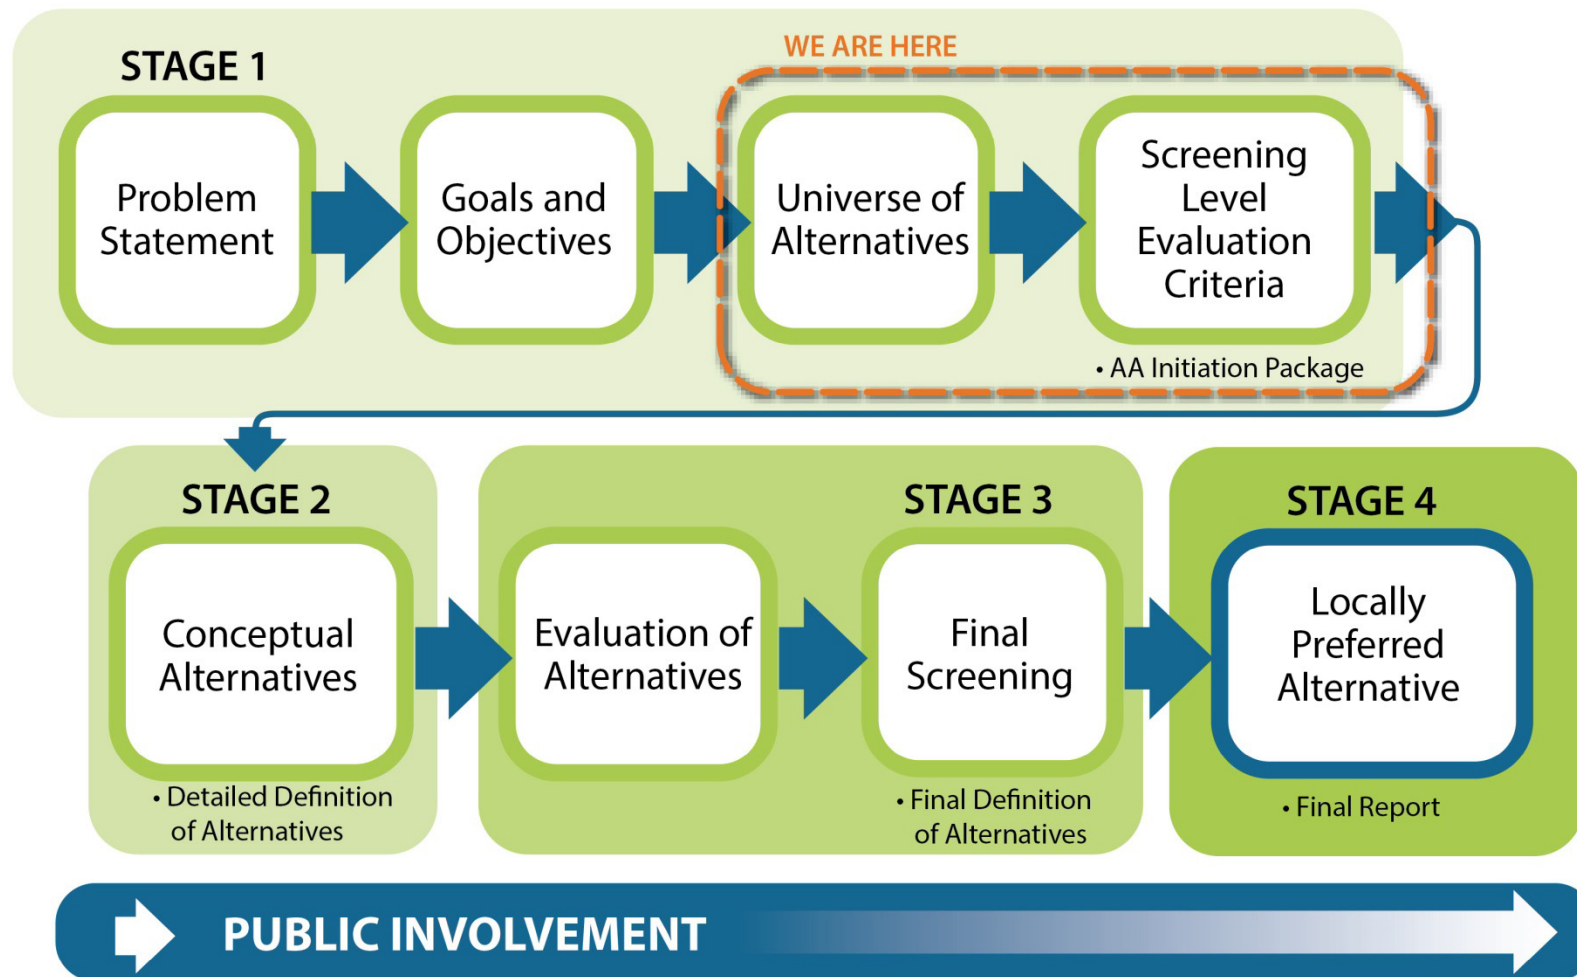 WE ARE HERE
STAGE 1
Problem
Statement
Goals and
Objectives
Universe of
Alternatives
Screening
Level
Evaluation
Criteria
• AA Initiation Package
STAGE 2
Conceptual
Alternatives
• Detailed Definition
of Alternatives
STAGE 3
Evaluation of
Alternatives
Final
Screening
• Final Definition
of Alternatives
STAGE 4
Locally
Preferred
Alternative
• Final Report
PUBLIC INVOLVEMENT